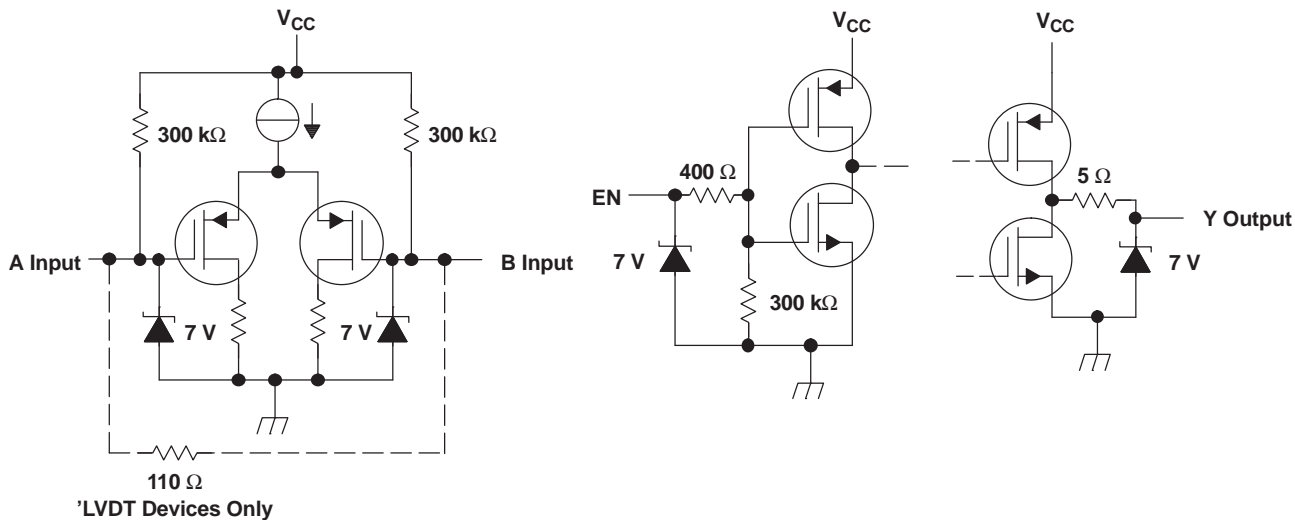 VCC
300 kΩ
300 kΩ
A Input
B Input
7 V
7 V
110 Ω
’LVDT Devices Only
VCC
400 Ω
EN
7 V
300 kΩ
VCC
5 Ω
Y Output
7 V